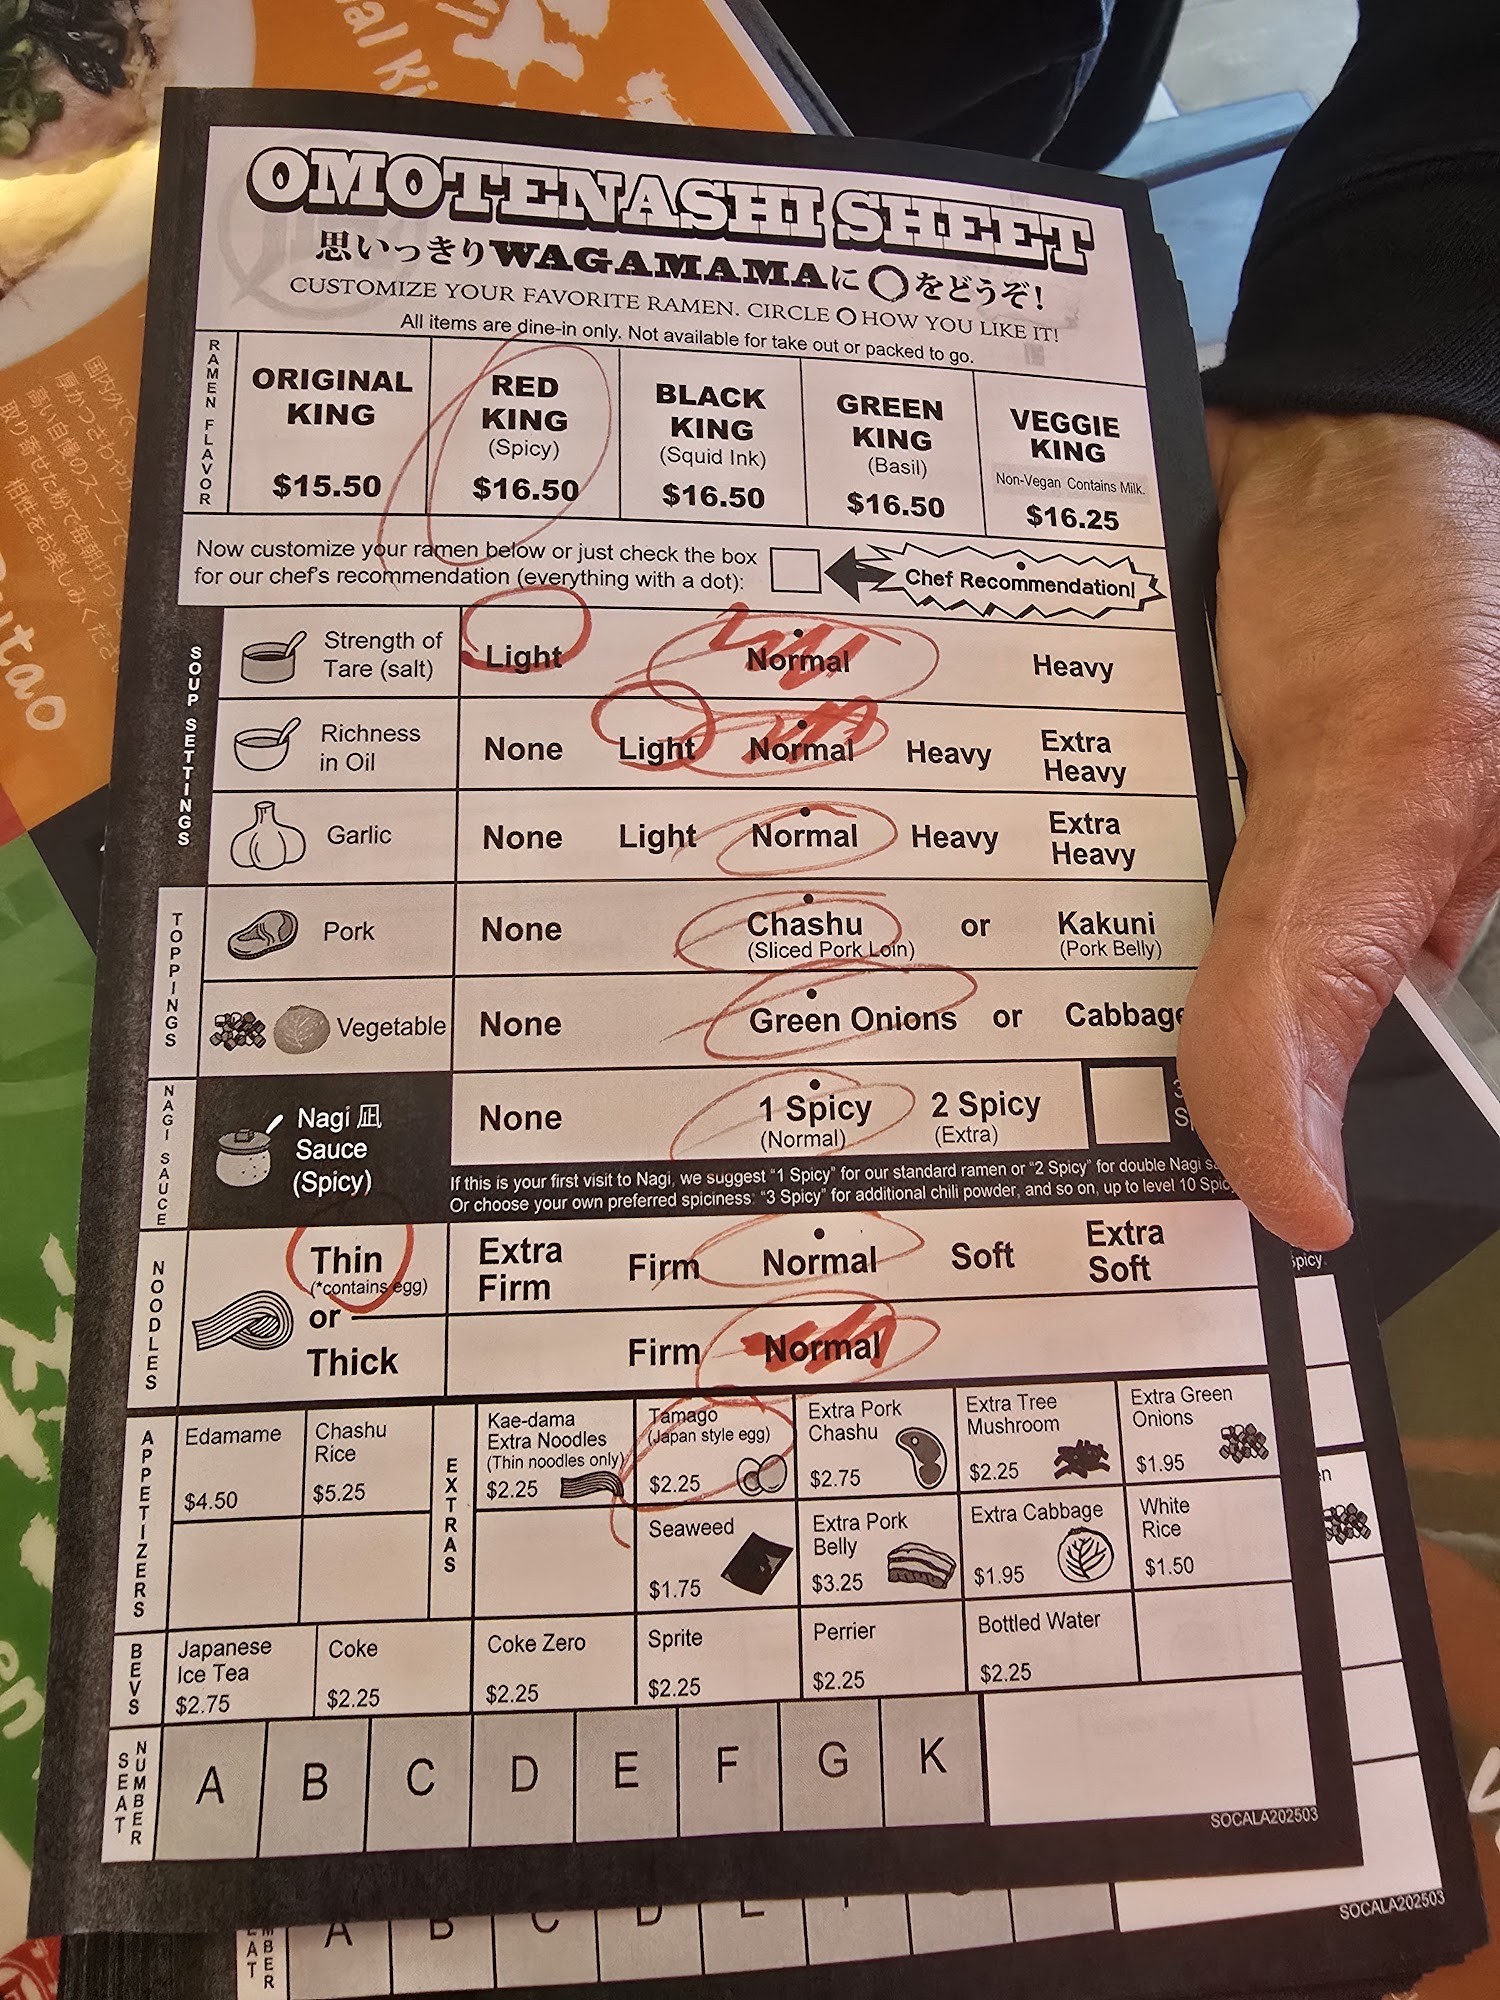 OMOTENASHI SHEET
思いっきりWAGAMAMAに○をどうぞ!
CUSTOMIZE YOUR FAVORITE RAMEN. CIRCLE O HOW YOU LIKE IT!
All items are dine-in only. Not available for take out or packed to go.
RAMEN FLAVOR
ORIGINAL KING
$15.50
RED KING
(Spicy)
$16.50
BLACK KING
(Squid Ink)
$16.50
GREEN KING
(Basil)
$16.50
VEGGIE KING
Non-Vegan Contains Milk.
$16.25
Now customize your ramen below or just check the box
for our chef's recommendation (everything with a dot):
Chef Recommendation!
SOUP SETTINGS
Strength of
Tare (salt)
Light Normal Heavy
Richness
in Oil
None Light Normal Heavy Extra Heavy
Garlic
None Light Normal Heavy Extra Heavy
TOPPINGS
Pork
None Chashu or Kakuni
(Sliced Pork Loin) (Pork Belly)
Vegetable
None Green Onions or Cabbage
NAGI SAUCE
Nagi 凪
Sauce
(Spicy)
None 1 Spicy 2 Spicy
(Normal) (Extra)
If this is your first visit to Nagi, we suggest "1 Spicy" for our standard ramen or "2 Spicy" for double Nagi
Or choose your own preferred spiciness: "3 Spicy" for additional chili powder, and so on, up to level 10
NOODLES
Thin
(*contains egg)
or
Thick
Extra Firm Firm Normal Soft Extra Soft
Firm Normal
APPETIZERS
Edamame
$4.50
Chashu
Rice
$5.25
EXTRAS
Kae-dama
Extra Noodles
(Thin noodles only)
$2.25
Tamago
(Japan style egg)
$2.25
Extra Pork
Chashu
$2.75
Extra Tree
Mushroom
$2.25
Extra Green
Onions
$1.95
Seaweed
$1.75
Extra Pork
Belly
$3.25
Extra Cabbage
$1.95
White
Rice
$1.50
BEVS
Japanese
Ice Tea
$2.75
Coke
$2.25
Coke Zero
$2.25
Sprite
$2.25
Perrier
$2.25
Bottled Water
$2.25
SEAT NUMBER
A B C D E F G K
SOCALA202503
SOCALA202503